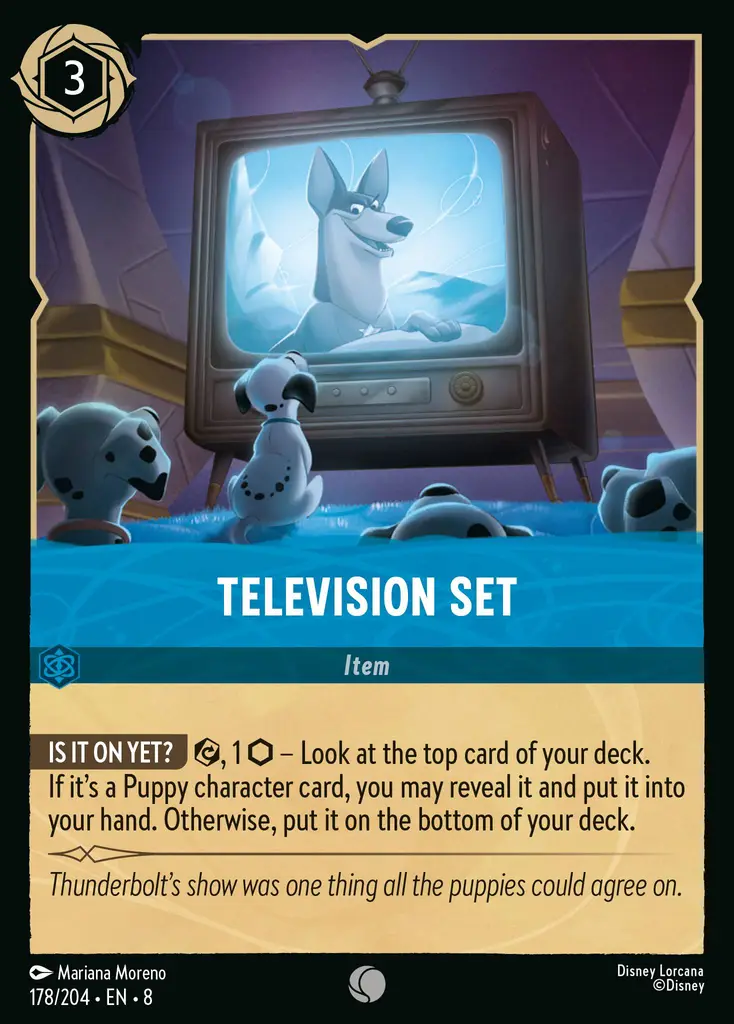 3
TELEVISION SET
Item
IS IT ON YET? , 1 – Look at the top card of your deck.
If it's a Puppy character card, you may reveal it and put it into
your hand. Otherwise, put it on the bottom of your deck.
Thunderbolt's show was one thing all the puppies could agree on.
Mariana Moreno
178/204 • EN • 8
Disney Lorcana
©Disney